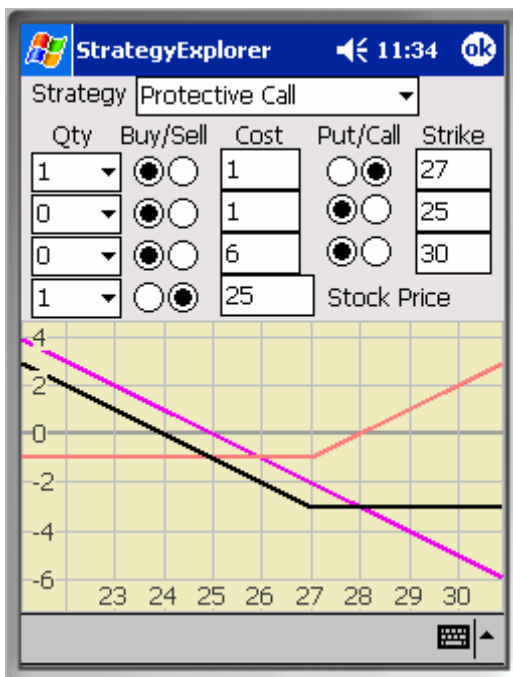 StrategyExplorer 11:34 ok
Strategy Protective Call
Qty Buy/Sell Cost Put/Call Strike
1 1 27
0 1 25
0 6 30
1 25 Stock Price
4
2
0
-2
-4
-6
23 24 25 26 27 28 29 30